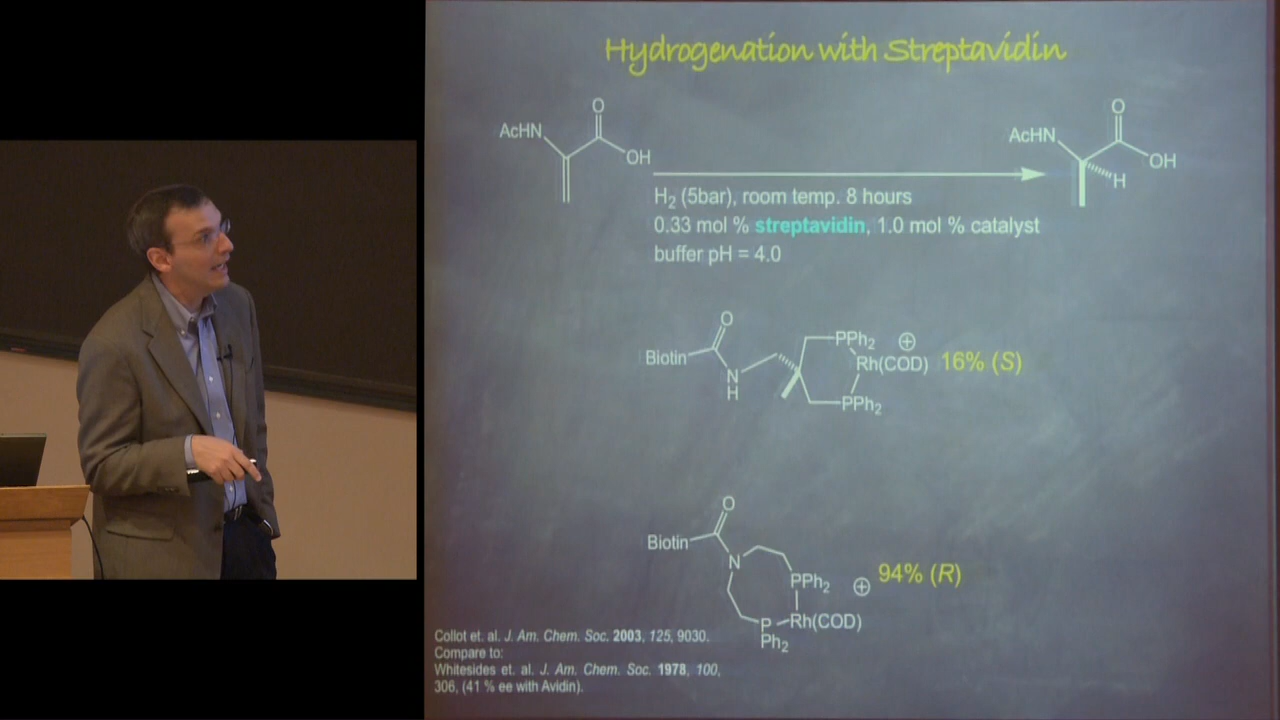 Hydrogenation with Streptavidin
AcHN
O
OH
H2 (5bar), room temp. 8 hours
0.33 mol % streptavidin, 1.0 mol % catalyst
buffer pH = 4.0
AcHN
O
OH
H
Biotin
O
N
H
PPh2
⊕
Rh(COD)
PPh2
16% (S)
Biotin
O
N
PPh2
⊕
94% (R)
P
Ph2
Rh(COD)
Collot et. al. J. Am. Chem. Soc. 2003, 125, 9030.
Compare to:
Whitesides et. al. J. Am. Chem. Soc. 1978, 100,
306, (41 % ee with Avidin).